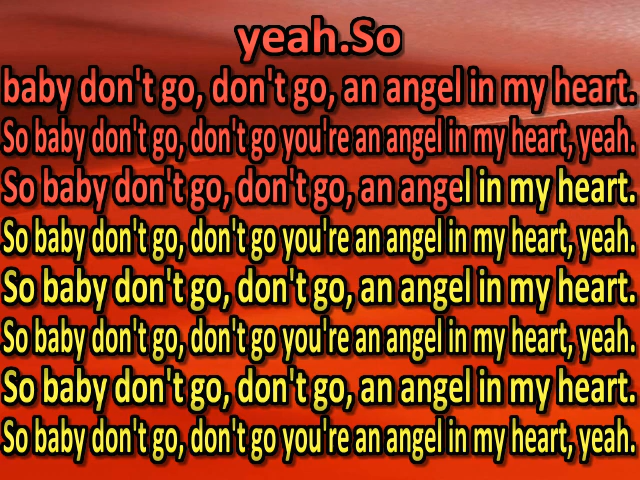 yeah.So
baby don't go, don't go, an angel in my heart.
So baby don't go, don't go you're an angel in my heart, yeah.
So baby don't go, don't go, an angel in my heart.
So baby don't go, don't go you're an angel in my heart, yeah.
So baby don't go, don't go, an angel in my heart.
So baby don't go, don't go you're an angel in my heart, yeah.
So baby don't go, don't go, an angel in my heart.
So baby don't go, don't go you're an angel in my heart, yeah.